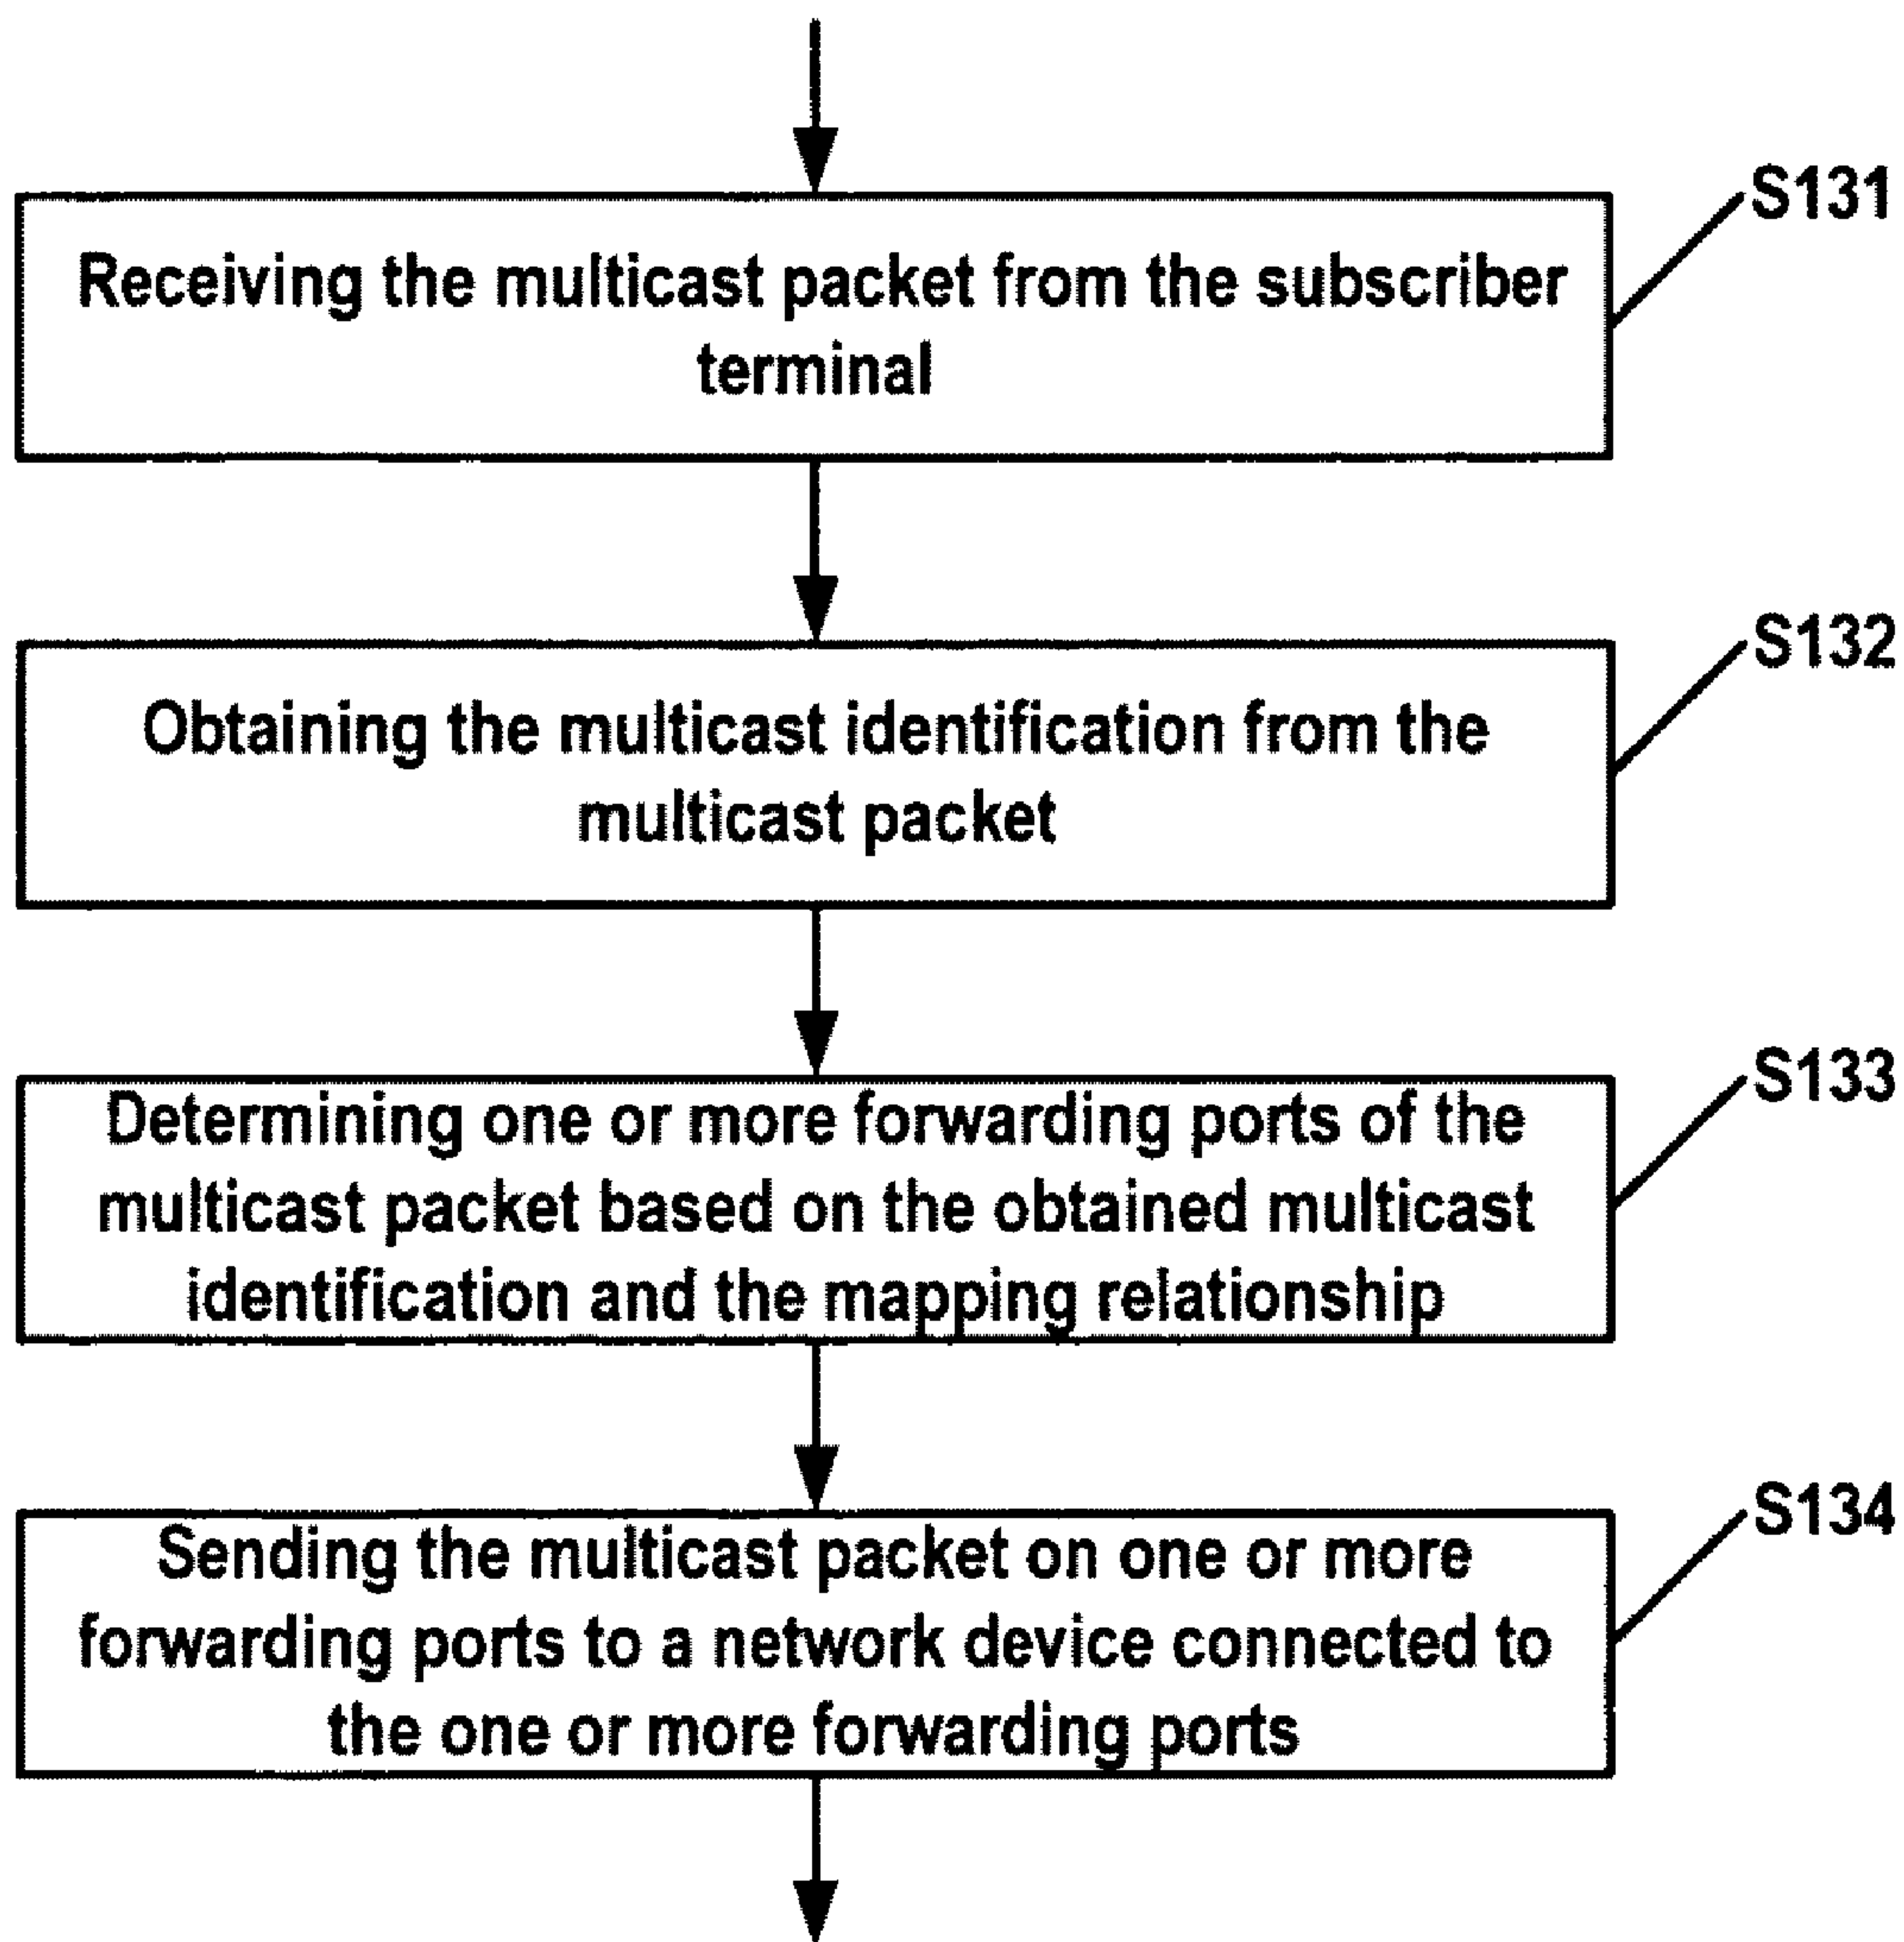 S131
Receiving the multicast packet from the subscriber
terminal
S132
Obtaining the multicast identification from the
multicast packet
S133
Determining one or more forwarding ports of the
multicast packet based on the obtained multicast
identification and the mapping relationship
S134
Sending the multicast packet on one or more
forwarding ports to a network device connected to
the one or more forwarding ports